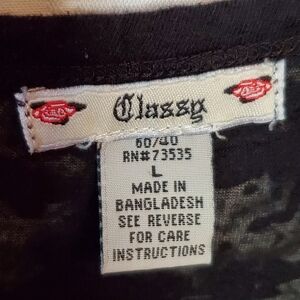 Classy
60/40
RN#73535
L
MADE IN
BANGLADESH
SEE REVERSE
FOR CARE
INSTRUCTIONS